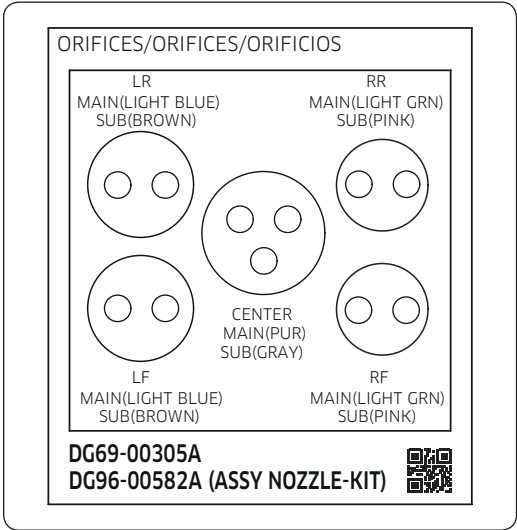 ORIFICES/ORIFICES/ORIFICIOS
LR
MAIN(LIGHT BLUE)
SUB(BROWN)
RR
MAIN(LIGHT GRN)
SUB(PINK)
CENTER
MAIN(PUR)
SUB(GRAY)
LF
MAIN(LIGHT BLUE)
SUB(BROWN)
RF
MAIN(LIGHT GRN)
SUB(PINK)
DG69-00305A
DG96-00582A (ASSY NOZZLE-KIT)